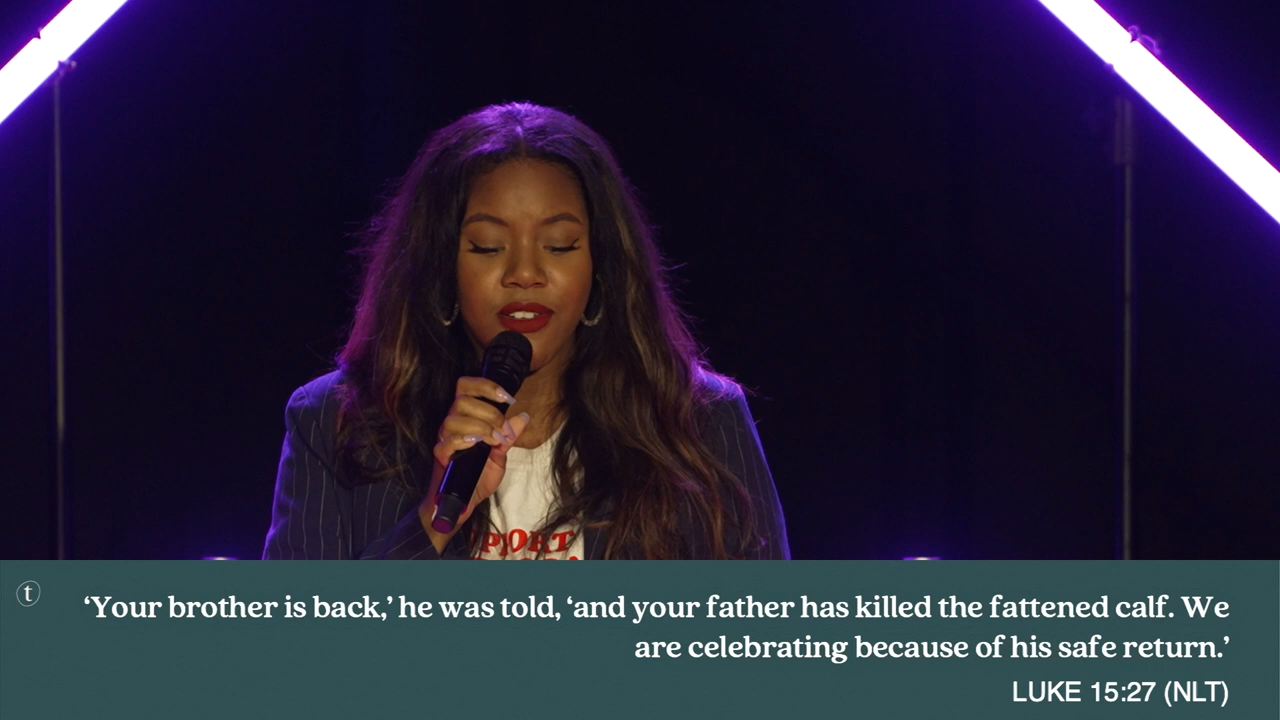 PORT
t
‘Your brother is back,’ he was told, ‘and your father has killed the fattened calf. We
are celebrating because of his safe return.’
LUKE 15:27 (NLT)